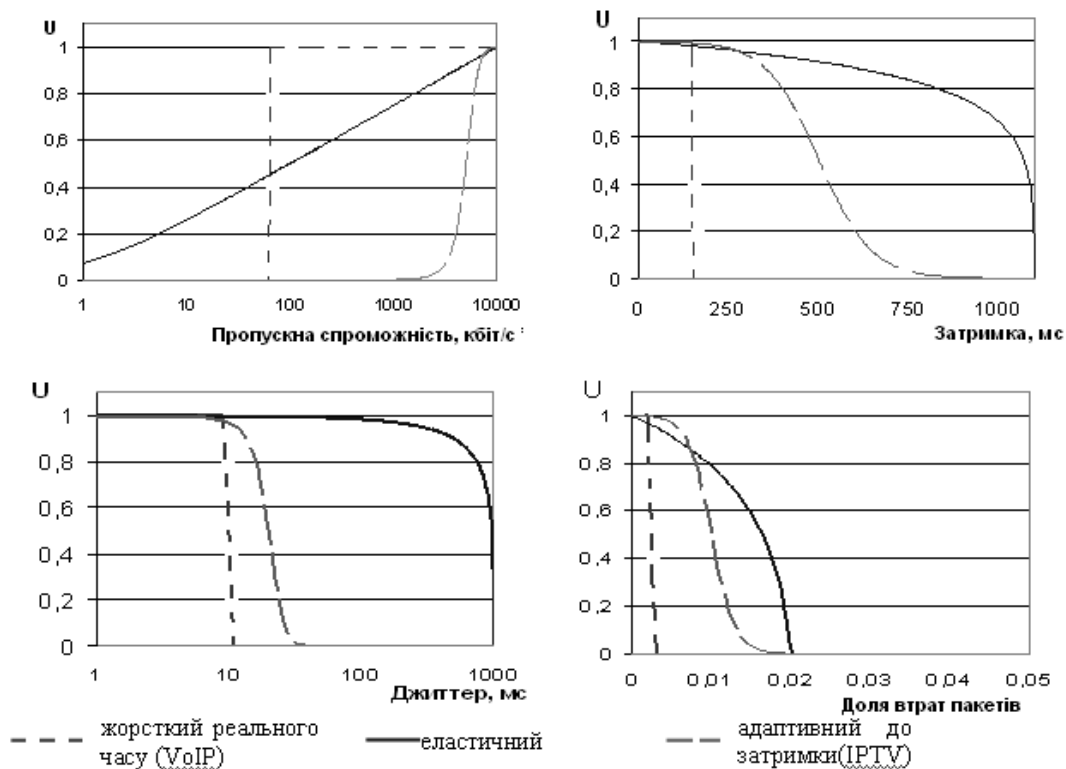 U
1
0,8
0,6
0,4
0,2
0
1 10 100 1000 10000
Пропускна спроможність, кбіт/с
U
1
0,8
0,6
0,4
0,2
0
0 250 500 750 1000
Затримка, мс
U
1
0,8
0,6
0,4
0,2
0
1 10 100 1000
Джиттер, мс
U
1
0,8
0,6
0,4
0,2
0
0 0,01 0,02 0,03 0,04 0,05
Доля втрат пакетів
жорсткий реального
часу (VoIP)
еластичний
адаптивний до
затримки(IPTV)